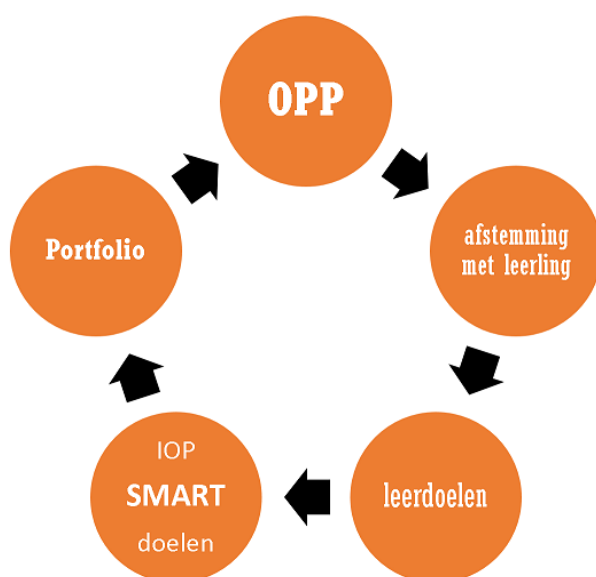 OPP
afstemming
met leerling
leerdoelen
IOP
SMART
doelen
Portfolio